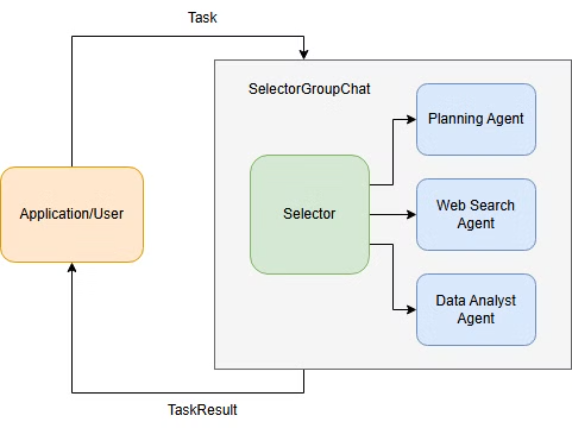 Task
SelectorGroupChat
Planning Agent
Application/User
Selector
Web Search
Agent
Data Analyst
Agent
TaskResult